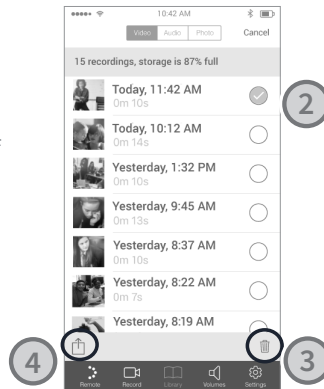 10:42 AM
Video Audio Photo Cancel
15 recordings, storage is 87% full
Today, 11:42 AM
0m 10s
2
Today, 10:12 AM
0m 14s
Yesterday, 1:32 PM
0m 10s
Yesterday, 9:45 AM
0m 13s
Yesterday, 8:37 AM
0m 10s
Yesterday, 8:22 AM
0m 7s
Yesterday, 8:19 AM
4
3
Remote Record Library Volumes Settings